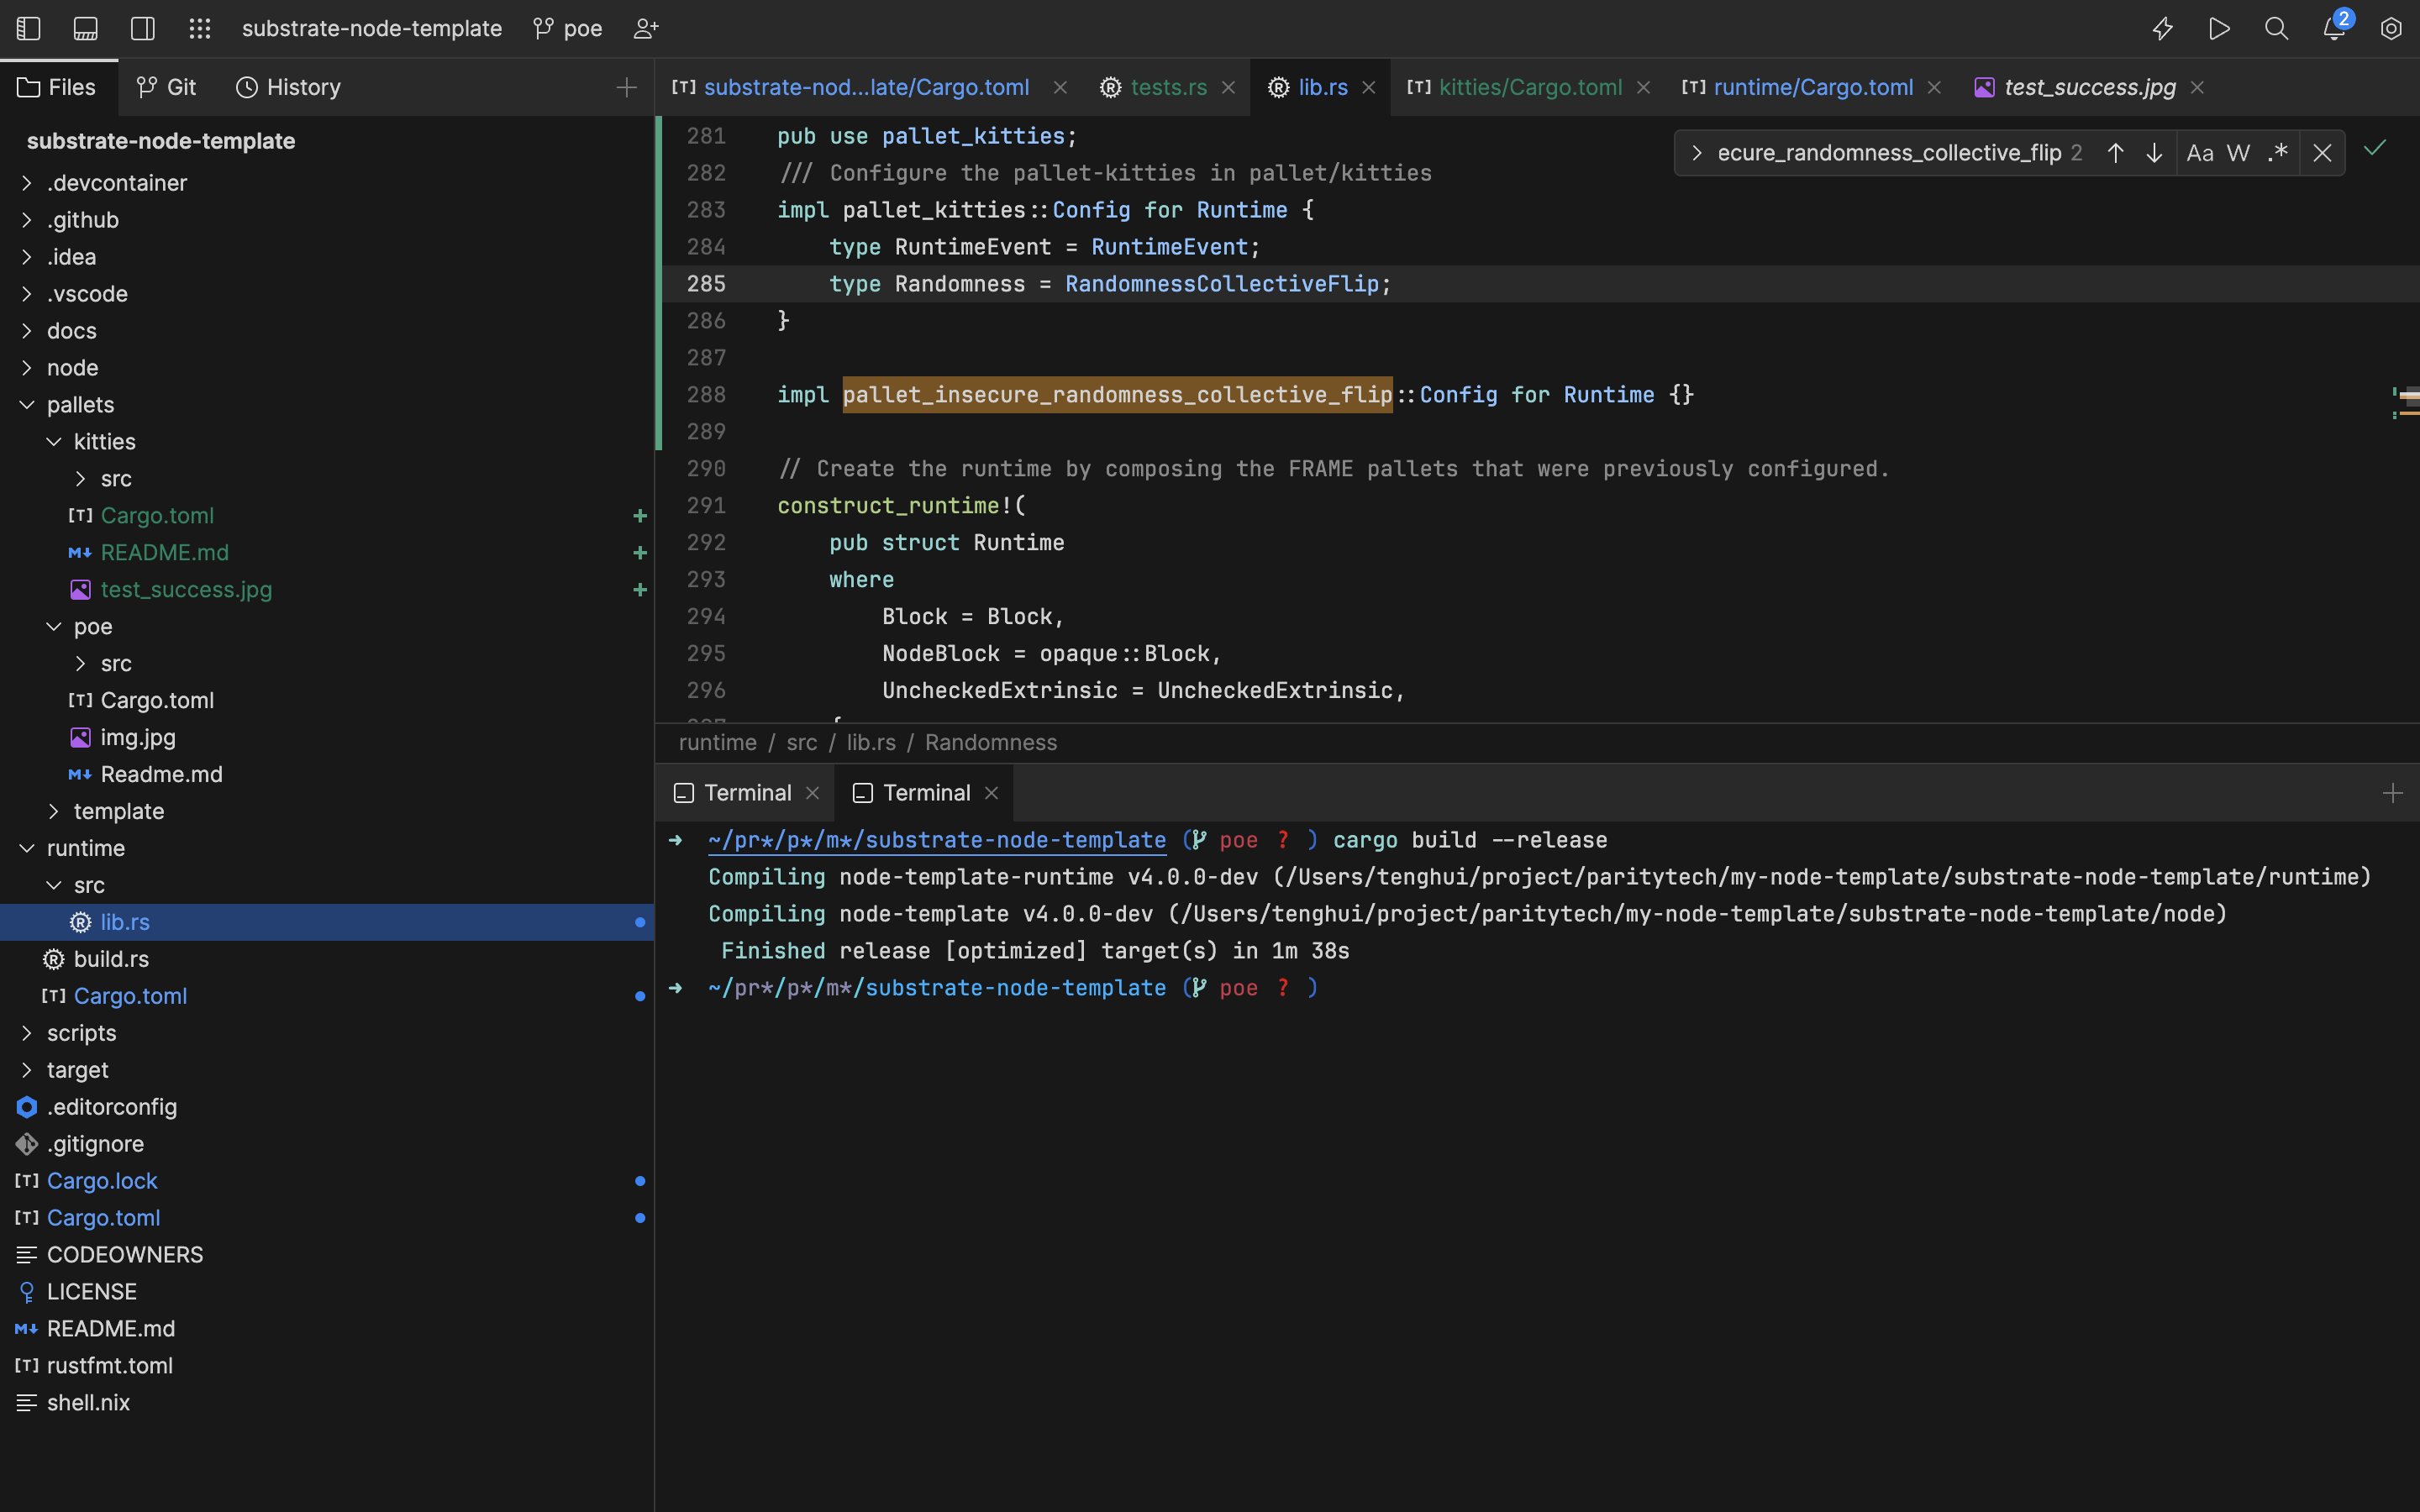 substrate-node-template poe 2
Files Git History
substrate-nod...late/Cargo.toml tests.rs lib.rs kitties/Cargo.toml runtime/Cargo.toml test_success.jpg
substrate-node-template
.devcontainer
.github
.idea
.vscode
docs
node
pallets
kitties
src
Cargo.toml
README.md
test_success.jpg
poe
src
Cargo.toml
img.jpg
Readme.md
template
runtime
src
lib.rs
build.rs
Cargo.toml
scripts
target
.editorconfig
.gitignore
Cargo.lock
Cargo.toml
CODEOWNERS
LICENSE
README.md
rustfmt.toml
shell.nix
ecure_randomness_collective_flip 2 Aa W .*
281 pub use pallet_kitties;
282 /// Configure the pallet-kitties in pallet/kitties
283 impl pallet_kitties::Config for Runtime {
284 type RuntimeEvent = RuntimeEvent;
285 type Randomness = RandomnessCollectiveFlip;
286 }
287
288 impl pallet_insecure_randomness_collective_flip::Config for Runtime {}
289
290 // Create the runtime by composing the FRAME pallets that were previously configured.
291 construct_runtime!(
292 pub struct Runtime
293 where
294 Block = Block,
295 NodeBlock = opaque::Block,
296 UncheckedExtrinsic = UncheckedExtrinsic,
runtime / src / lib.rs / Randomness
Terminal Terminal
➜ ~/pr*/p*/m*/substrate-node-template ( poe ? ) cargo build --release
Compiling node-template-runtime v4.0.0-dev (/Users/tenghui/project/paritytech/my-node-template/substrate-node-template/runtime)
Compiling node-template v4.0.0-dev (/Users/tenghui/project/paritytech/my-node-template/substrate-node-template/node)
Finished release [optimized] target(s) in 1m 38s
➜ ~/pr*/p*/m*/substrate-node-template ( poe ? )